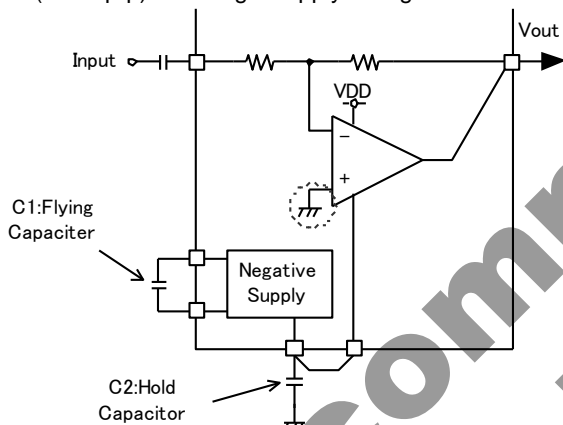 Vout
Input
VDD
−
+
C1:Flying
Capaciter
Negative
Supply
C2:Hold
Capacitor